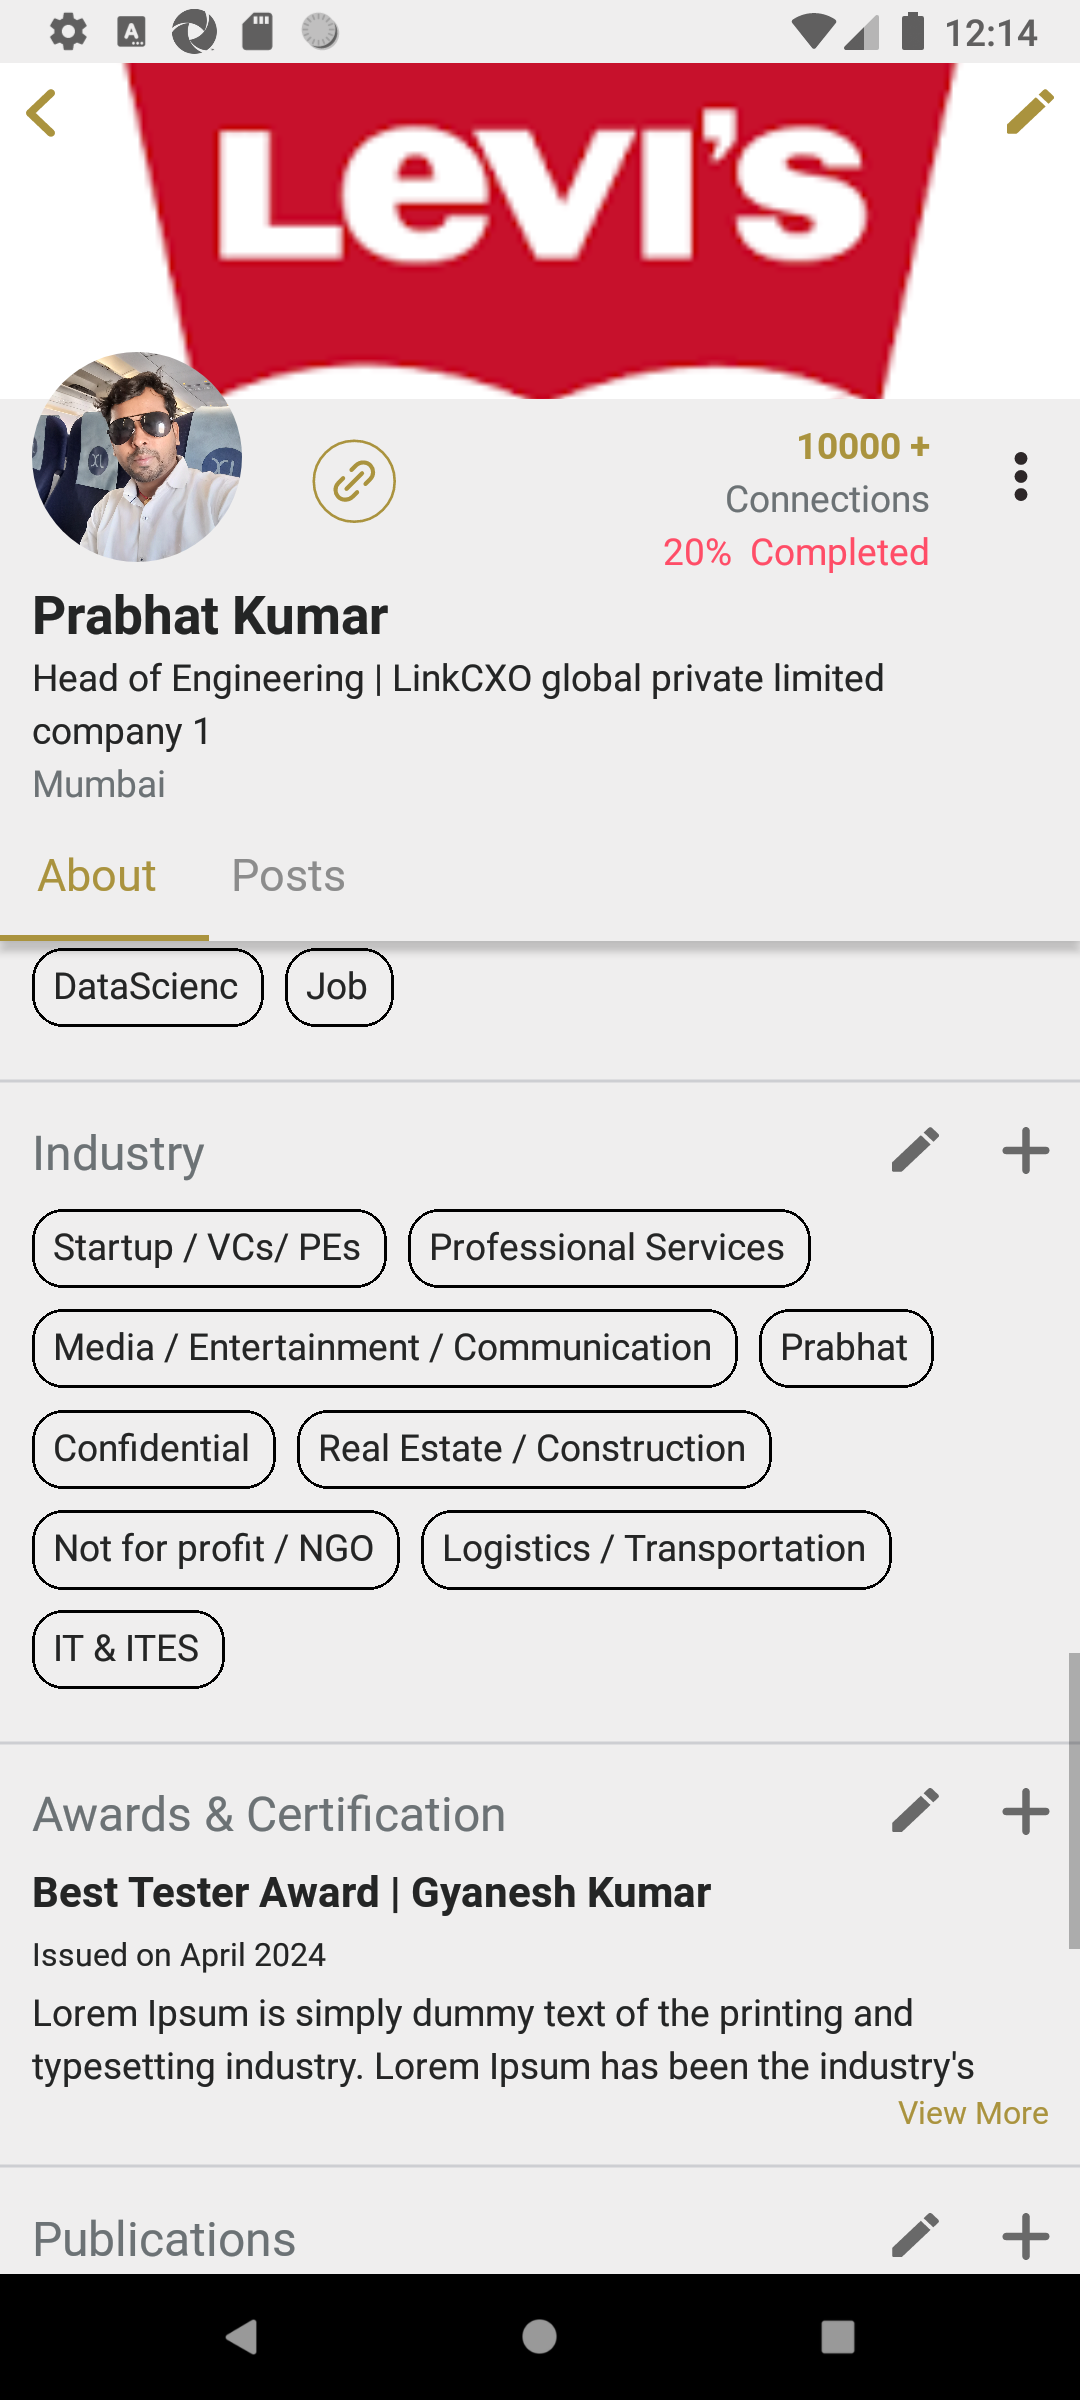 12:14
Levi's
10000 +
Connections
20% Completed
Prabhat Kumar
Head of Engineering | LinkCXO global private limited
company 1
Mumbai
About Posts
DataScienc Job
Industry
Startup / VCs/ PEs Professional Services
Media / Entertainment / Communication Prabhat
Confidential Real Estate / Construction
Not for profit / NGO Logistics / Transportation
IT & ITES
Awards & Certification
Best Tester Award | Gyanesh Kumar
Issued on April 2024
Lorem Ipsum is simply dummy text of the printing and
typesetting industry. Lorem Ipsum has been the industry's
View More
Publications